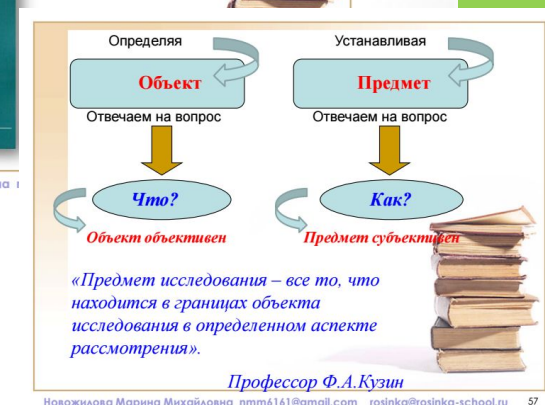 Определяя
Устанавливая
Объект
Предмет
Отвечаем на вопрос
Отвечаем на вопрос
Что?
Как?
Объект объективен
Предмет субъективен
«Предмет исследования – все то, что
находится в границах объекта
исследования в определенном аспекте
рассмотрения».
Профессор Ф.А.Кузин
Новожилова Марина Михайловна nmm6161@gmail.com rosinka@rosinka-school.ru 57